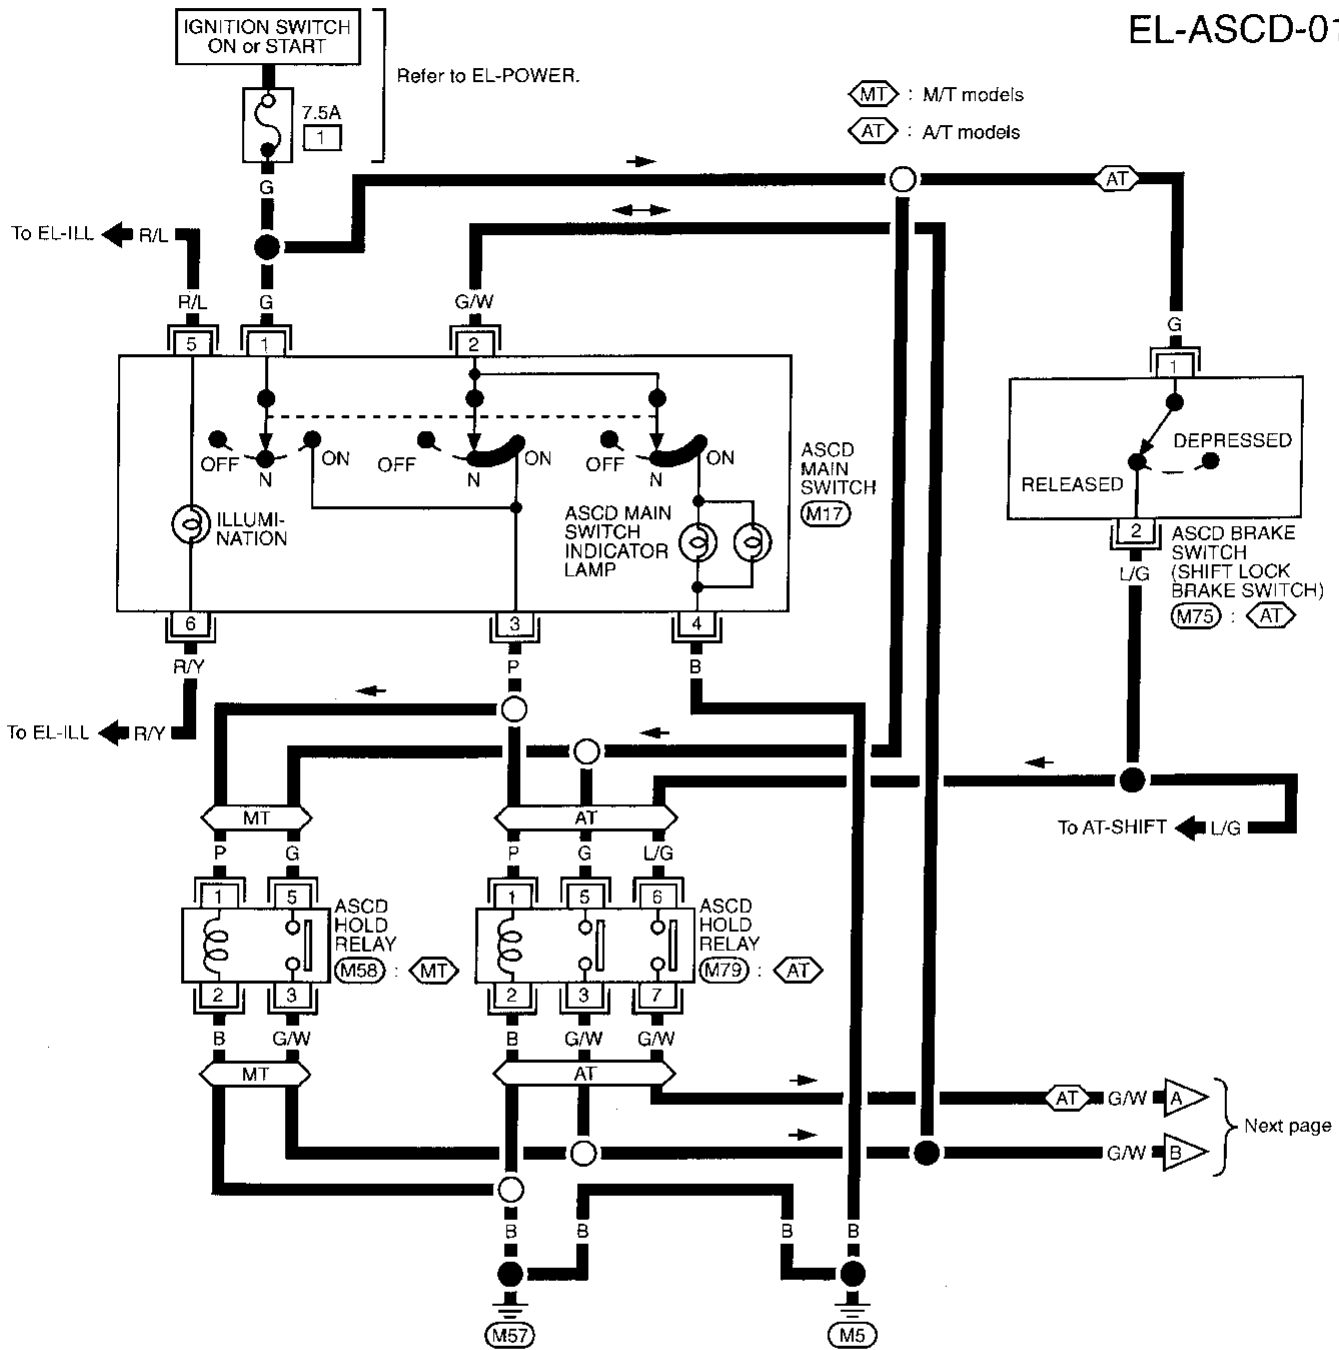 EL-ASCD-01
IGNITION SWITCH
ON or START
Refer to EL-POWER.
7.5A
1
MT : M/T models
AT : A/T models
G
AT
To EL-ILL
R/L
R/L
G
G/W
G
5
1
2
1
OFF
N
ON
OFF
N
ON
OFF
N
ON
ASCD
MAIN
SWITCH
M17
ILLUMI-
NATION
ASCD MAIN
SWITCH
INDICATOR
LAMP
DEPRESSED
RELEASED
2
ASCD BRAKE
SWITCH
(SHIFT LOCK
BRAKE SWITCH)
M75 : AT
L/G
6
3
4
R/Y
P
B
To EL-ILL
R/Y
MT
AT
To AT-SHIFT
L/G
P
G
P
G
L/G
1
5
ASCD
HOLD
RELAY
M58 : MT
1
5
6
ASCD
HOLD
RELAY
M79 : AT
2
3
2
3
7
B
G/W
B
G/W
G/W
MT
AT
AT
G/W
A
G/W
B
Next page
B
B
B
B
M57
M5